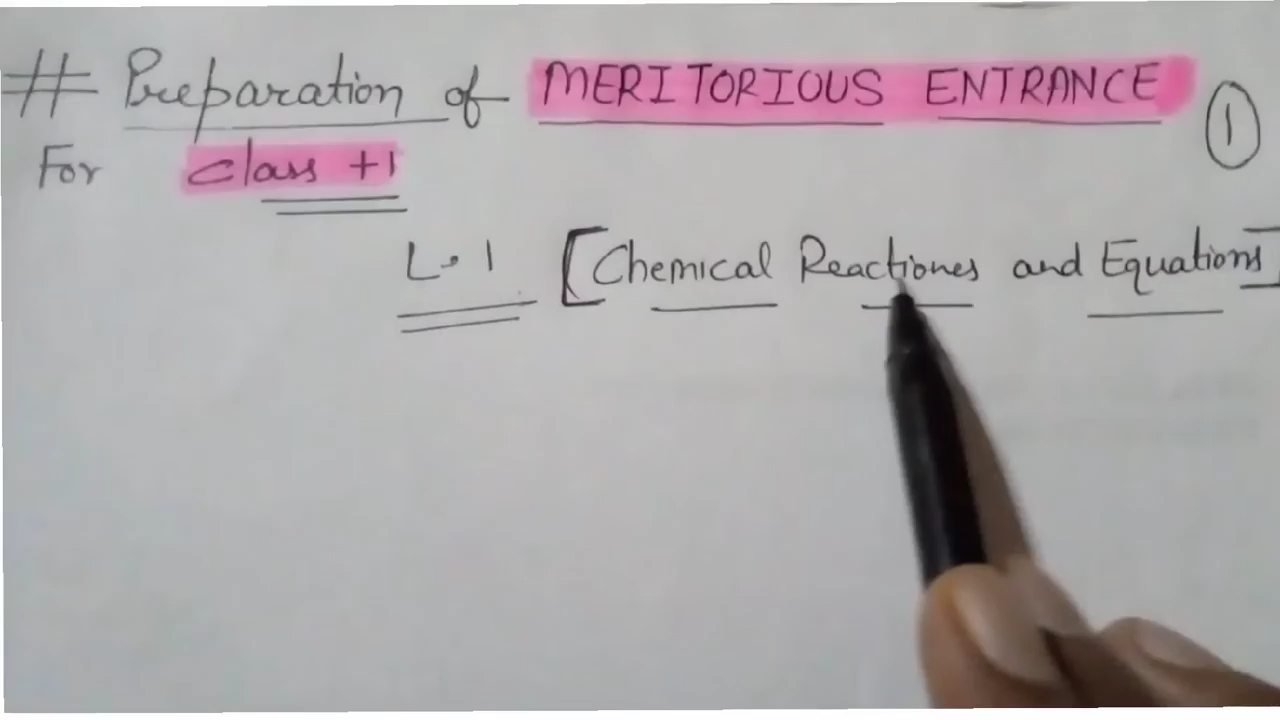 # Preparation of MERITORIOUS ENTRANCE ①
For class +1
L.1 [Chemical Reactiones and Equations]